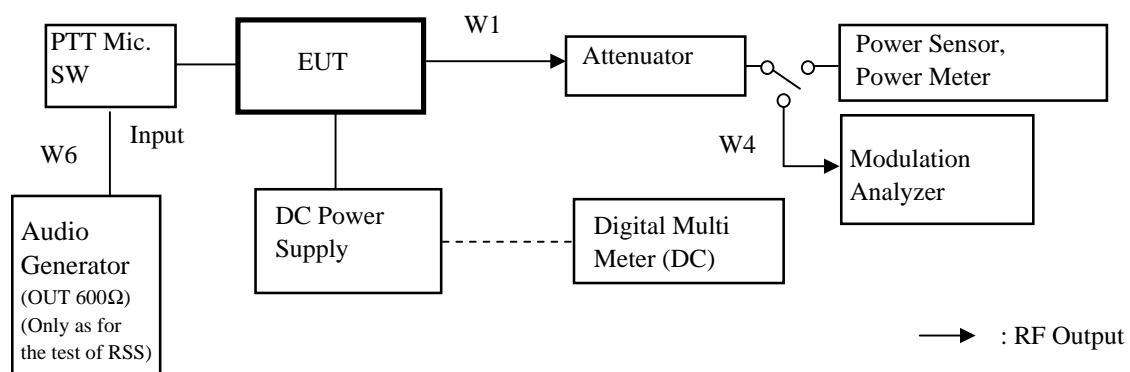 PTT Mic.
SW
EUT
W1
Attenuator
Power Sensor,
Power Meter
Input
W6
W4
Modulation
Analyzer
Audio
Generator
(OUT 600Ω)
(Only as for
the test of RSS)
DC Power
Supply
Digital Multi
Meter (DC)
: RF Output